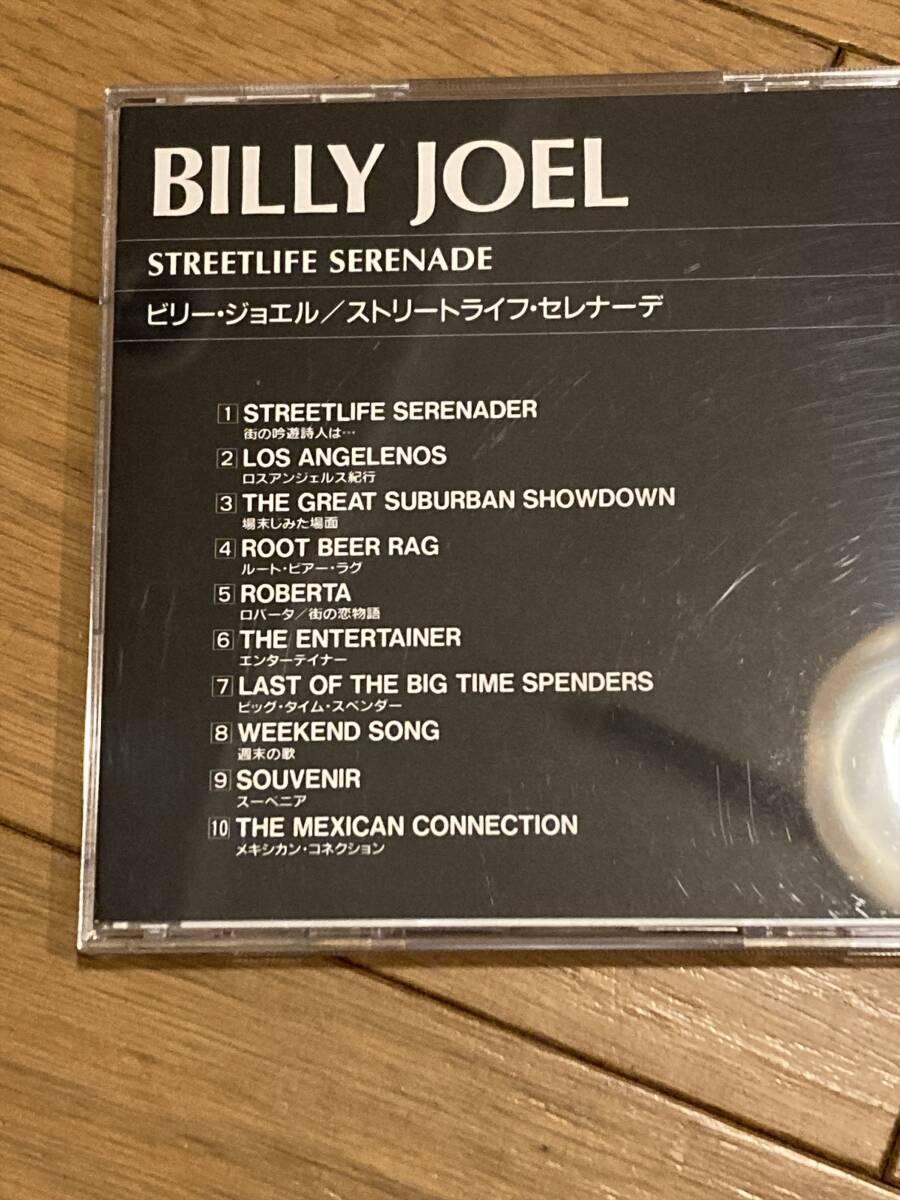 BILLY JOEL
STREETLIFE SERENADE
ビリー・ジョエル/ストリートライフ・セレナーデ
1 STREETLIFE SERENADER
街の吟遊詩人は…
2 LOS ANGELENOS
ロスアンジェルス紀行
3 THE GREAT SUBURBAN SHOWDOWN
場末じみた場面
4 ROOT BEER RAG
ルート・ビアー・ラグ
5 ROBERTA
ロバータ/街の恋物語
6 THE ENTERTAINER
エンターテイナー
7 LAST OF THE BIG TIME SPENDERS
ビッグ・タイム・スペンダー
8 WEEKEND SONG
週末の歌
9 SOUVENIR
スーベニア
10 THE MEXICAN CONNECTION
メキシカン・コネクション